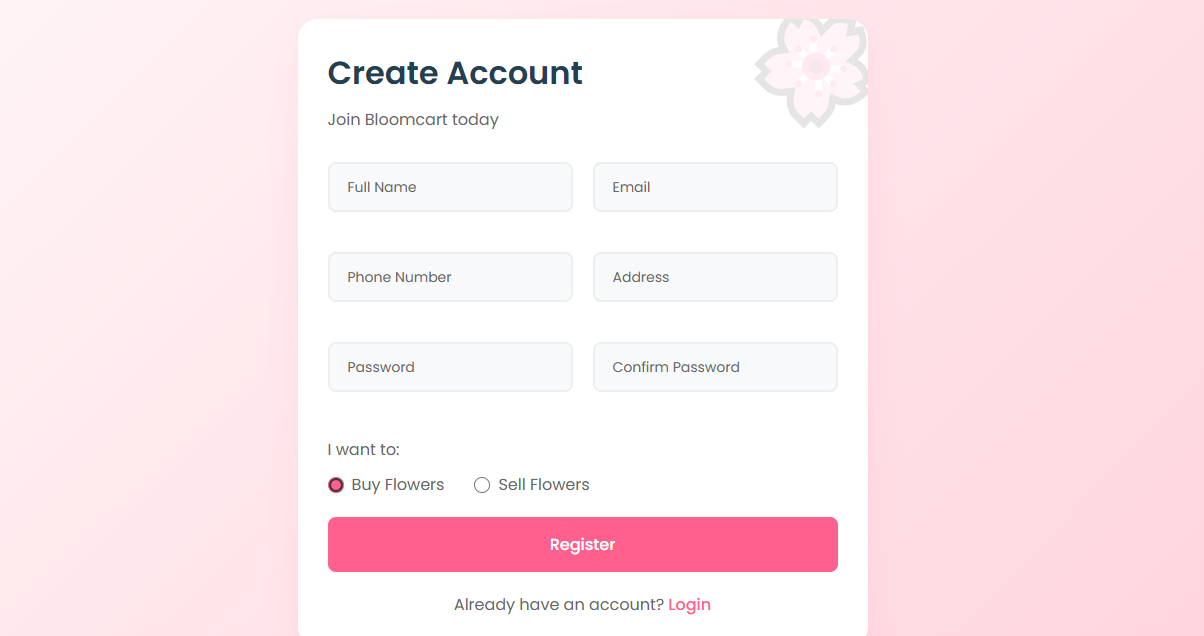 Create Account
Join Bloomcart today
Full Name
Email
Phone Number
Address
Password
Confirm Password
I want to:
Buy Flowers
Sell Flowers
Register
Already have an account? Login